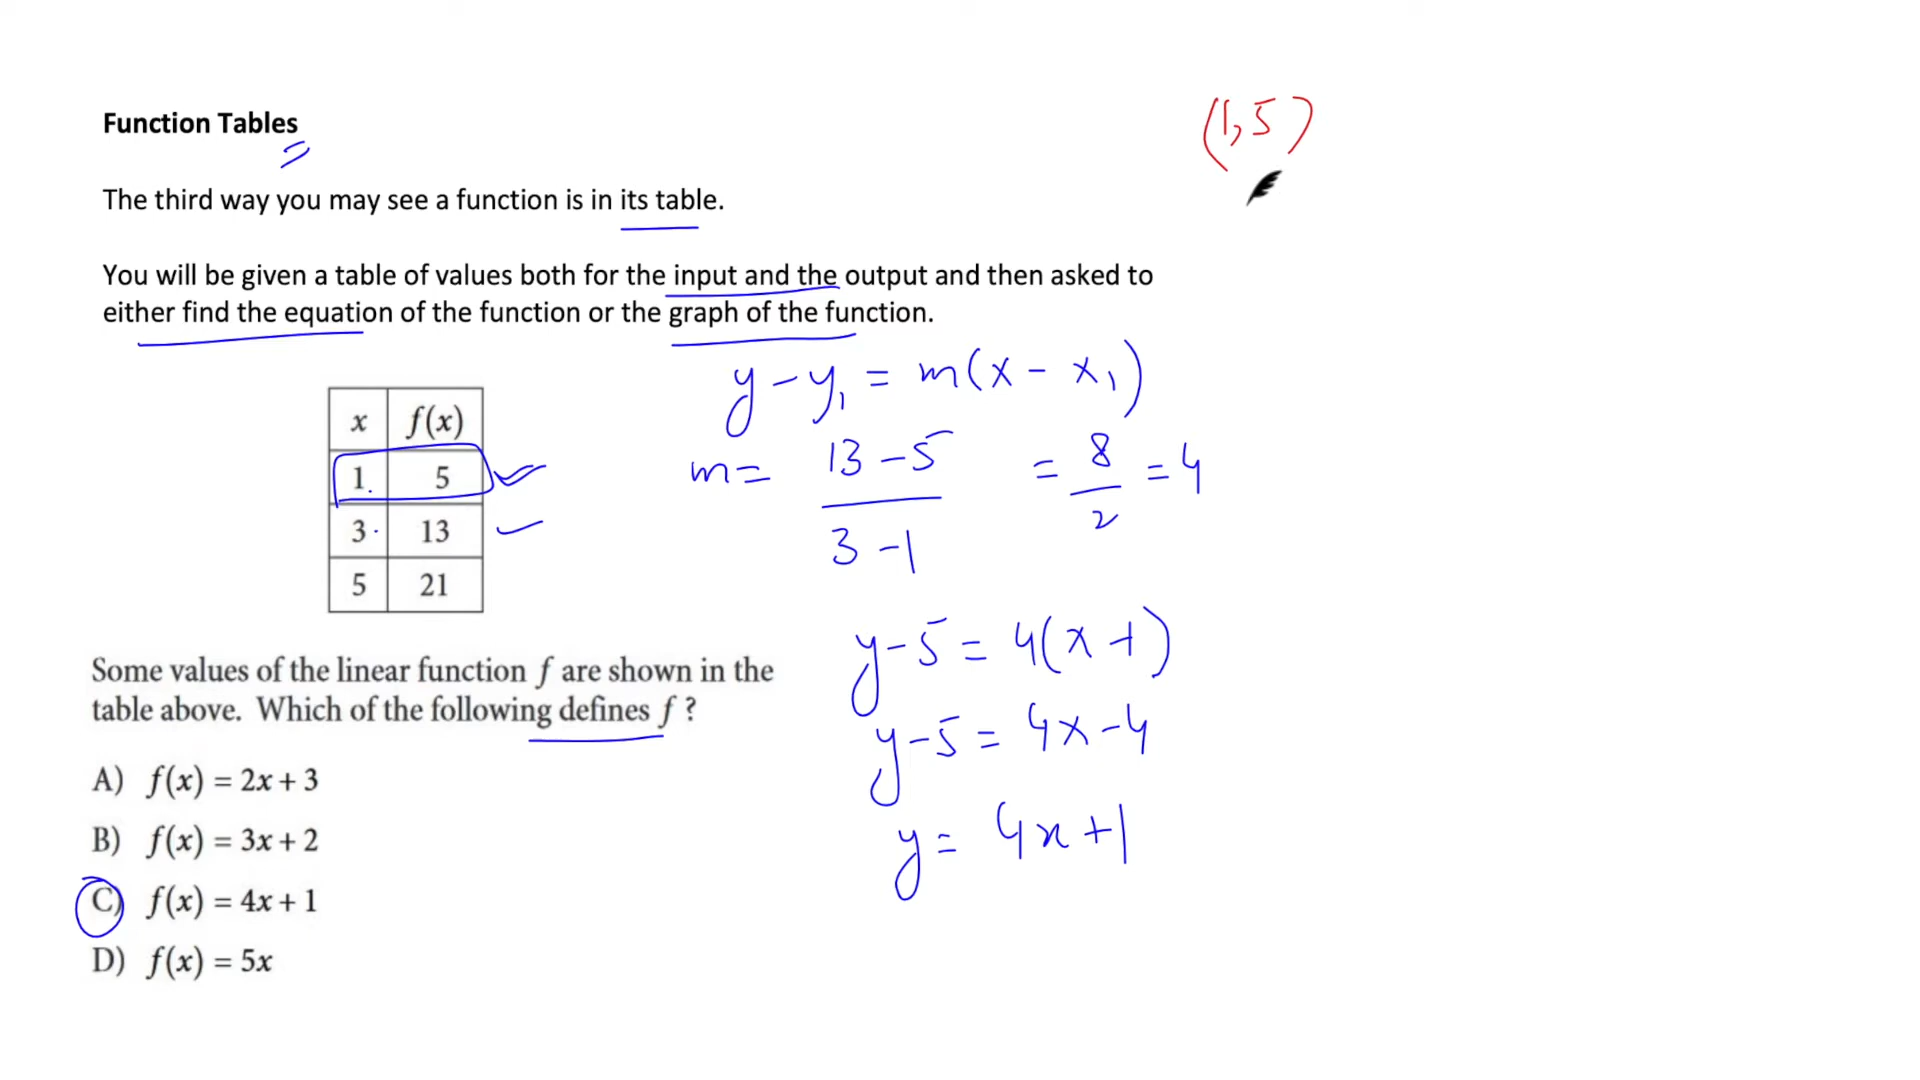 Function Tables
(1,5)
The third way you may see a function is in its table.
You will be given a table of values both for the input and the output and then asked to
either find the equation of the function or the graph of the function.
y-y₁ = m(x - x₁)
x f(x)
1 5
3 13
5 21
m = 13-5 / 3-1 = 8/2 = 4
y-5 = 4(x-1)
y-5 = 4x-4
y = 4x+1
Some values of the linear function f are shown in the
table above. Which of the following defines f ?
A) f(x) = 2x + 3
B) f(x) = 3x + 2
C) f(x) = 4x + 1
D) f(x) = 5x